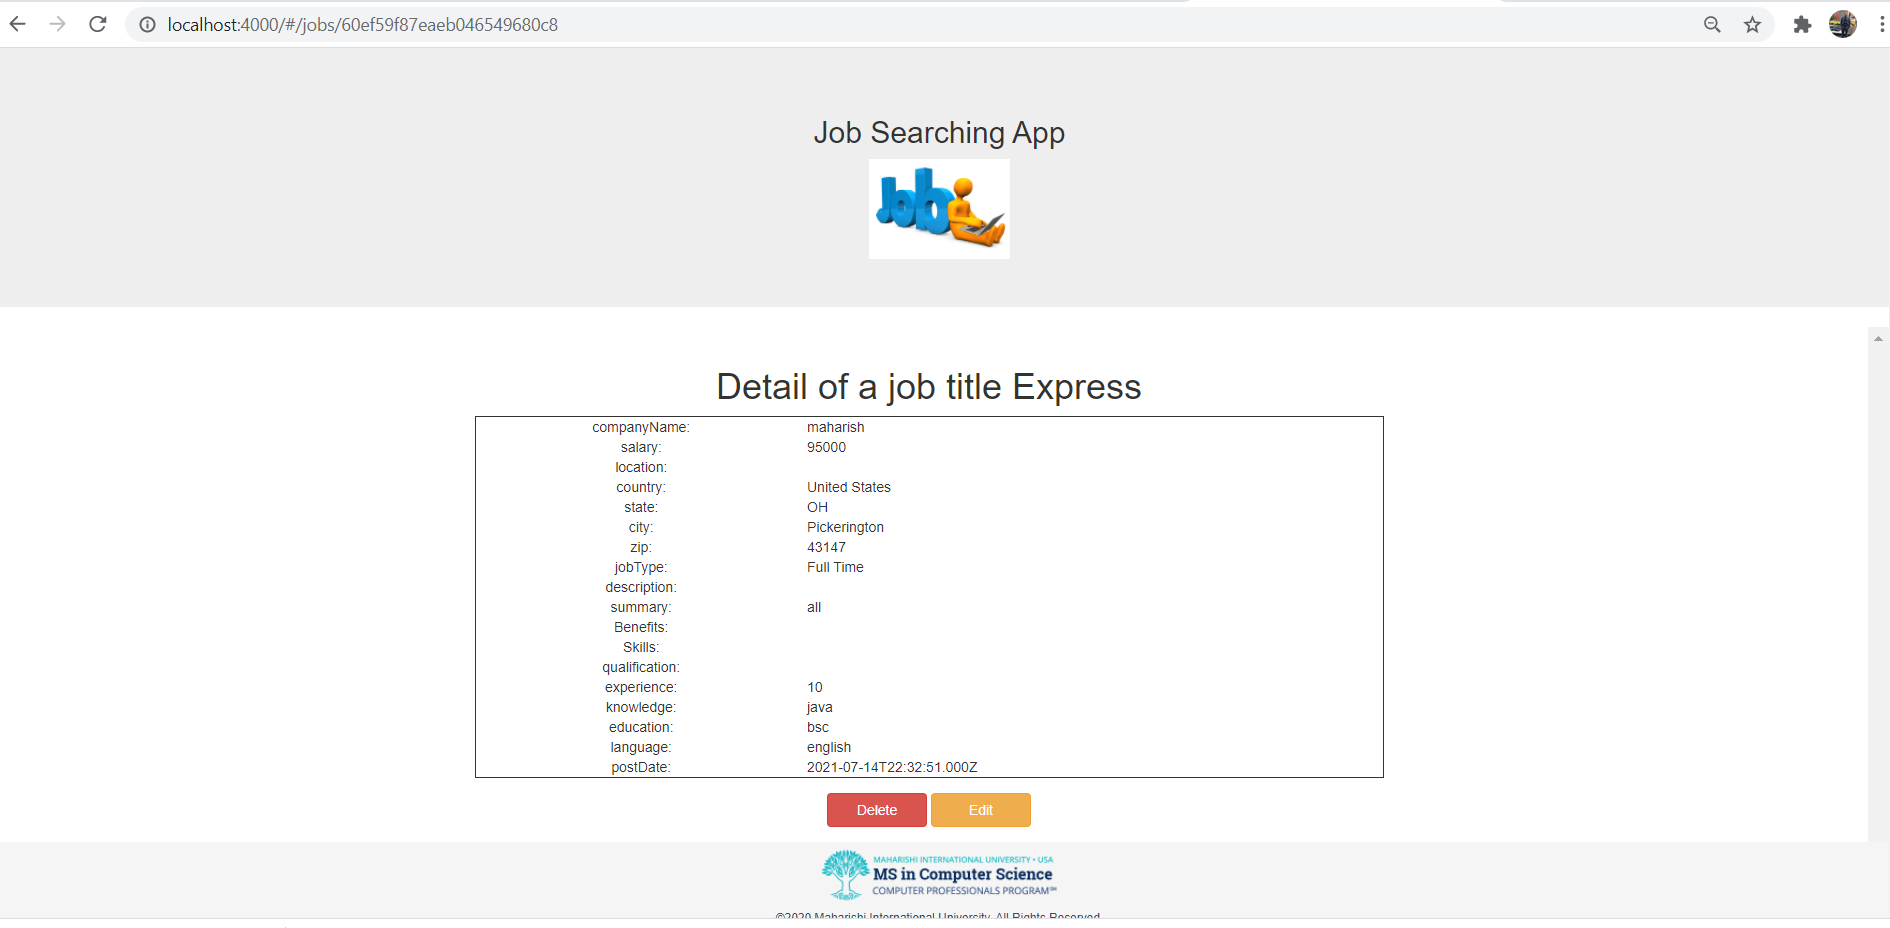 localhost:4000/#/jobs/60ef59f87eaeb046549680c8
Job Searching App
Job
Detail of a job title Express
companyName: maharish
salary: 95000
location:
country: United States
state: OH
city: Pickerington
zip: 43147
jobType: Full Time
description:
summary: all
Benefits:
Skills:
qualification:
experience: 10
knowledge: java
education: bsc
language: english
postDate: 2021-07-14T22:32:51.000Z
Delete Edit
MAHARISHI INTERNATIONAL UNIVERSITY • USA
MS in Computer Science
COMPUTER PROFESSIONALS PROGRAM℠
©2020 Maharishi International University. All Rights Reserved